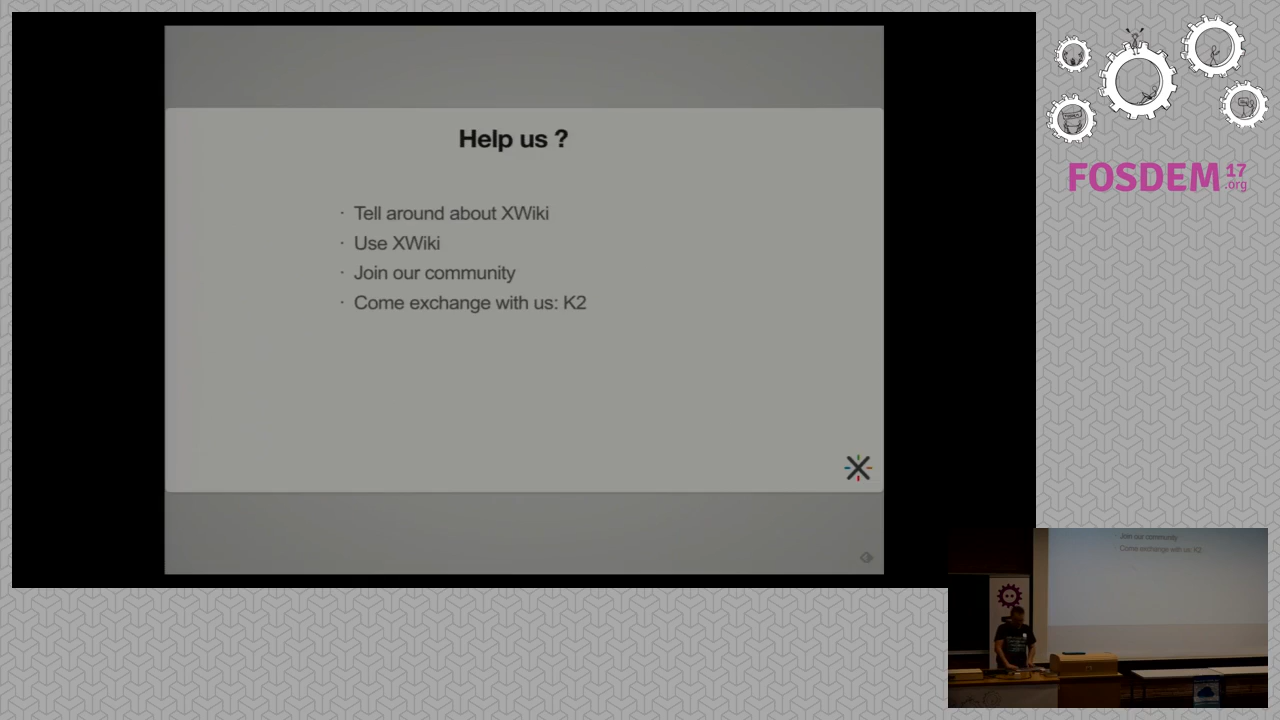 Help us ?
· Tell around about XWiki
· Use XWiki
· Join our community
· Come exchange with us: K2
FOSDEM 17
.org
Join our community
Come exchange with us: K2